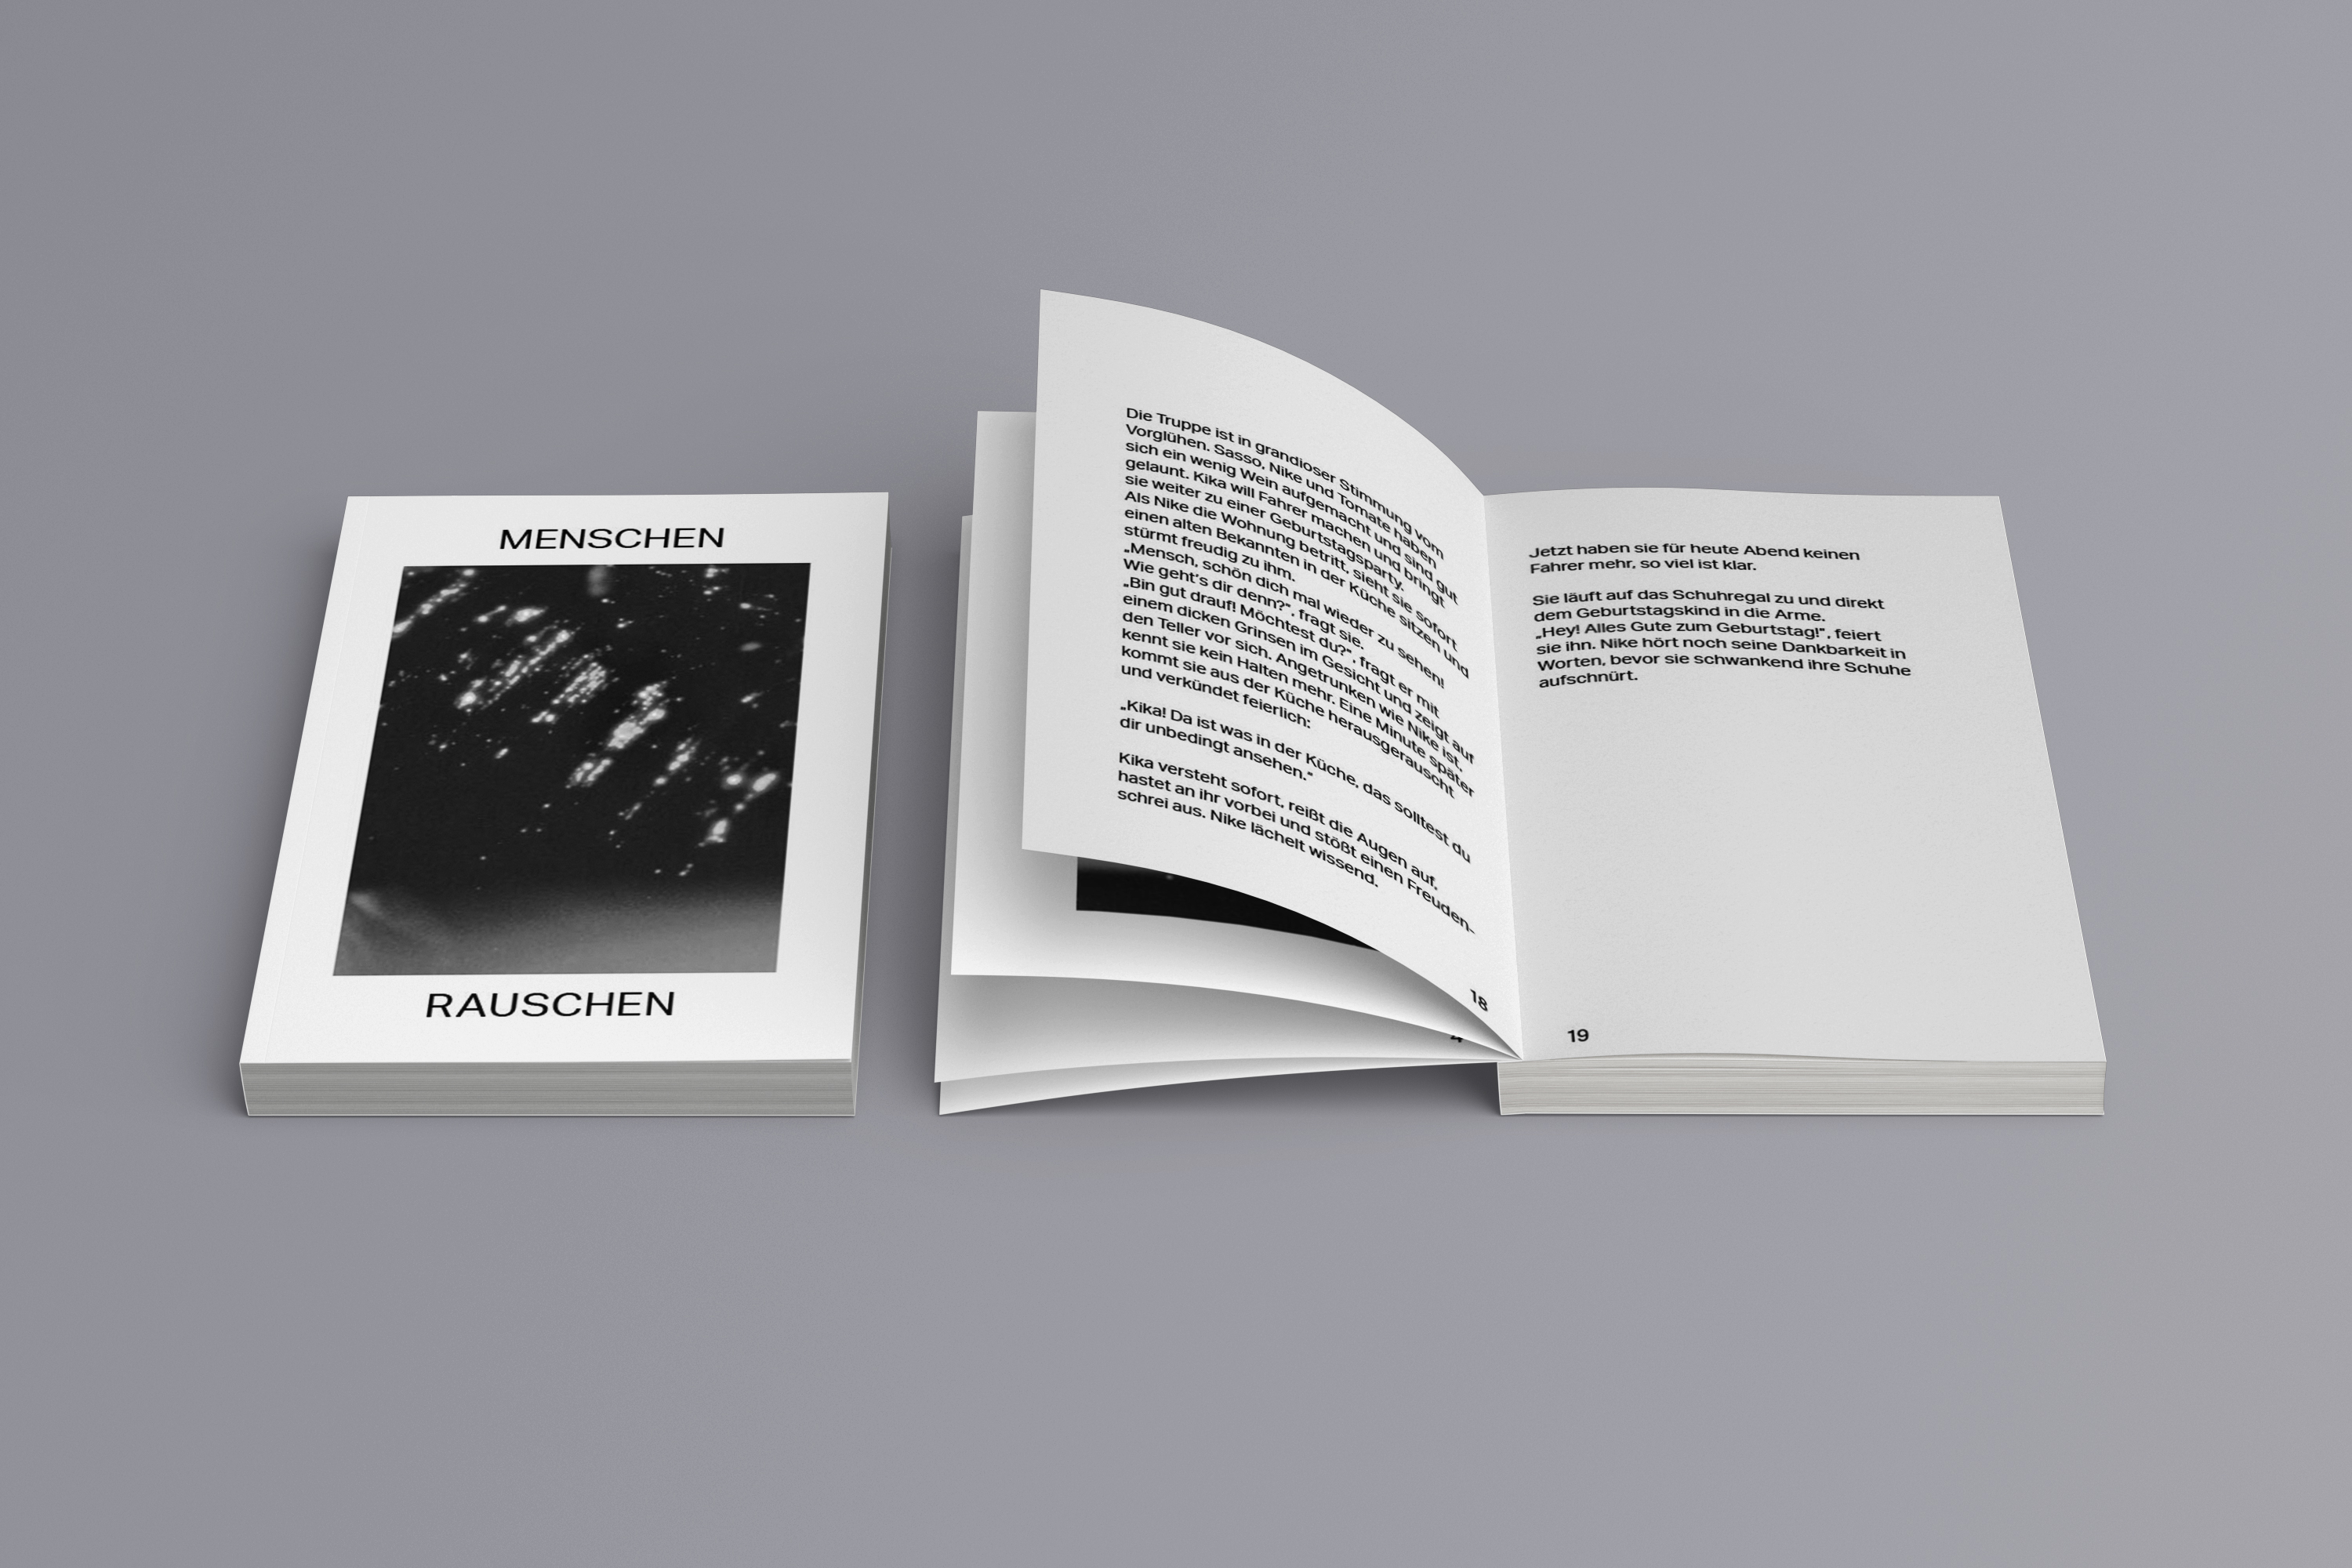 MENSCHEN
RAUSCHEN
Die Truppe ist in grandioser Stimmung vom
Vorglühen. Sasso, Nike und Tomate haben
sich ein wenig Wein aufgemacht und sind gut
gelaunt. Kika will Fahrer machen und bringt
sie weiter zu einer Geburtstagsparty.
Als Nike die Wohnung betritt, sieht sie sofort
einen alten Bekannten in der Küche sitzen und
stürmt freudig zu ihm.
„Mensch, schön dich mal wieder zu sehen!
Wie geht's dir denn?“, fragt sie.
„Bin gut drauf! Möchtest du?“, fragt er mit
einem dicken Grinsen im Gesicht und zeigt auf
den Teller vor sich. Angetrunken wie Nike ist,
kennt sie kein Halten mehr. Eine Minute später
kommt sie aus der Küche herausgerauscht
und verkündet feierlich:
„Kika! Da ist was in der Küche, das solltest du
dir unbedingt ansehen.“
Kika versteht sofort, reißt die Augen auf,
hastet an ihr vorbei und stößt einen Freuden-
schrei aus. Nike lächelt wissend.
18
4
Jetzt haben sie für heute Abend keinen
Fahrer mehr, so viel ist klar.
Sie läuft auf das Schuhregal zu und direkt
dem Geburtstagskind in die Arme.
„Hey! Alles Gute zum Geburtstag!“, feiert
sie ihn. Nike hört noch seine Dankbarkeit in
Worten, bevor sie schwankend ihre Schuhe
aufschnürt.
19